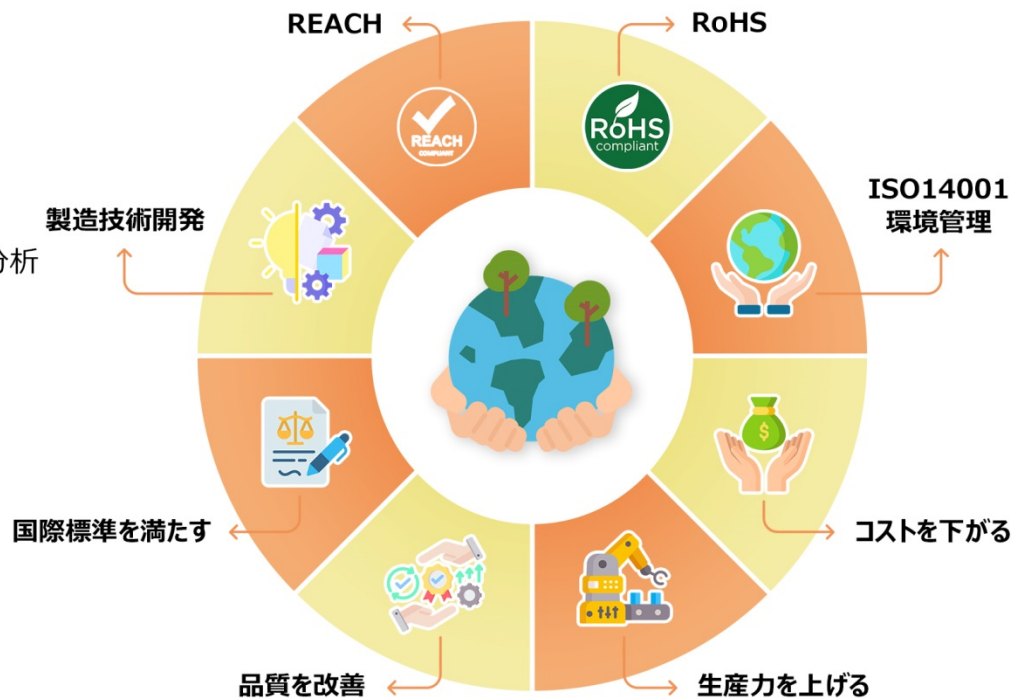 REACH
RoHS
REACH
COMPLIANT
RoHS
compliant
ISO14001
環境管理
製造技術開発
分析
国際標準を満たす
コストを下がる
品質を改善
生産力を上げる